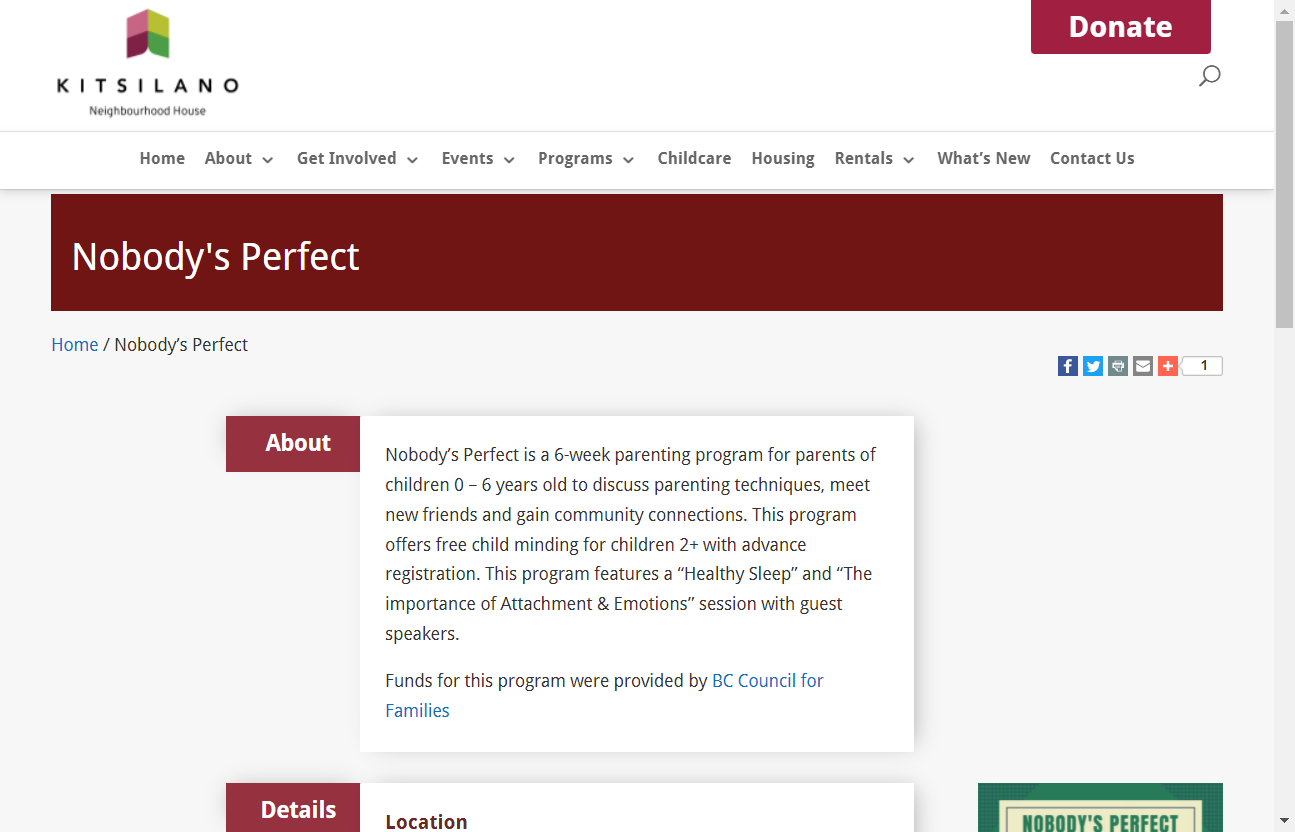 Donate
KITSILANO
Neighbourhood House
Home About Get Involved Events Programs Childcare Housing Rentals What’s New Contact Us
Nobody's Perfect
Home / Nobody’s Perfect
1
About
Nobody’s Perfect is a 6-week parenting program for parents of
children 0 – 6 years old to discuss parenting techniques, meet
new friends and gain community connections. This program
offers free child minding for children 2+ with advance
registration. This program features a “Healthy Sleep” and “The
importance of Attachment & Emotions” session with guest
speakers.
Funds for this program were provided by BC Council for
Families
Details
Location
NOBODY'S PERFECT